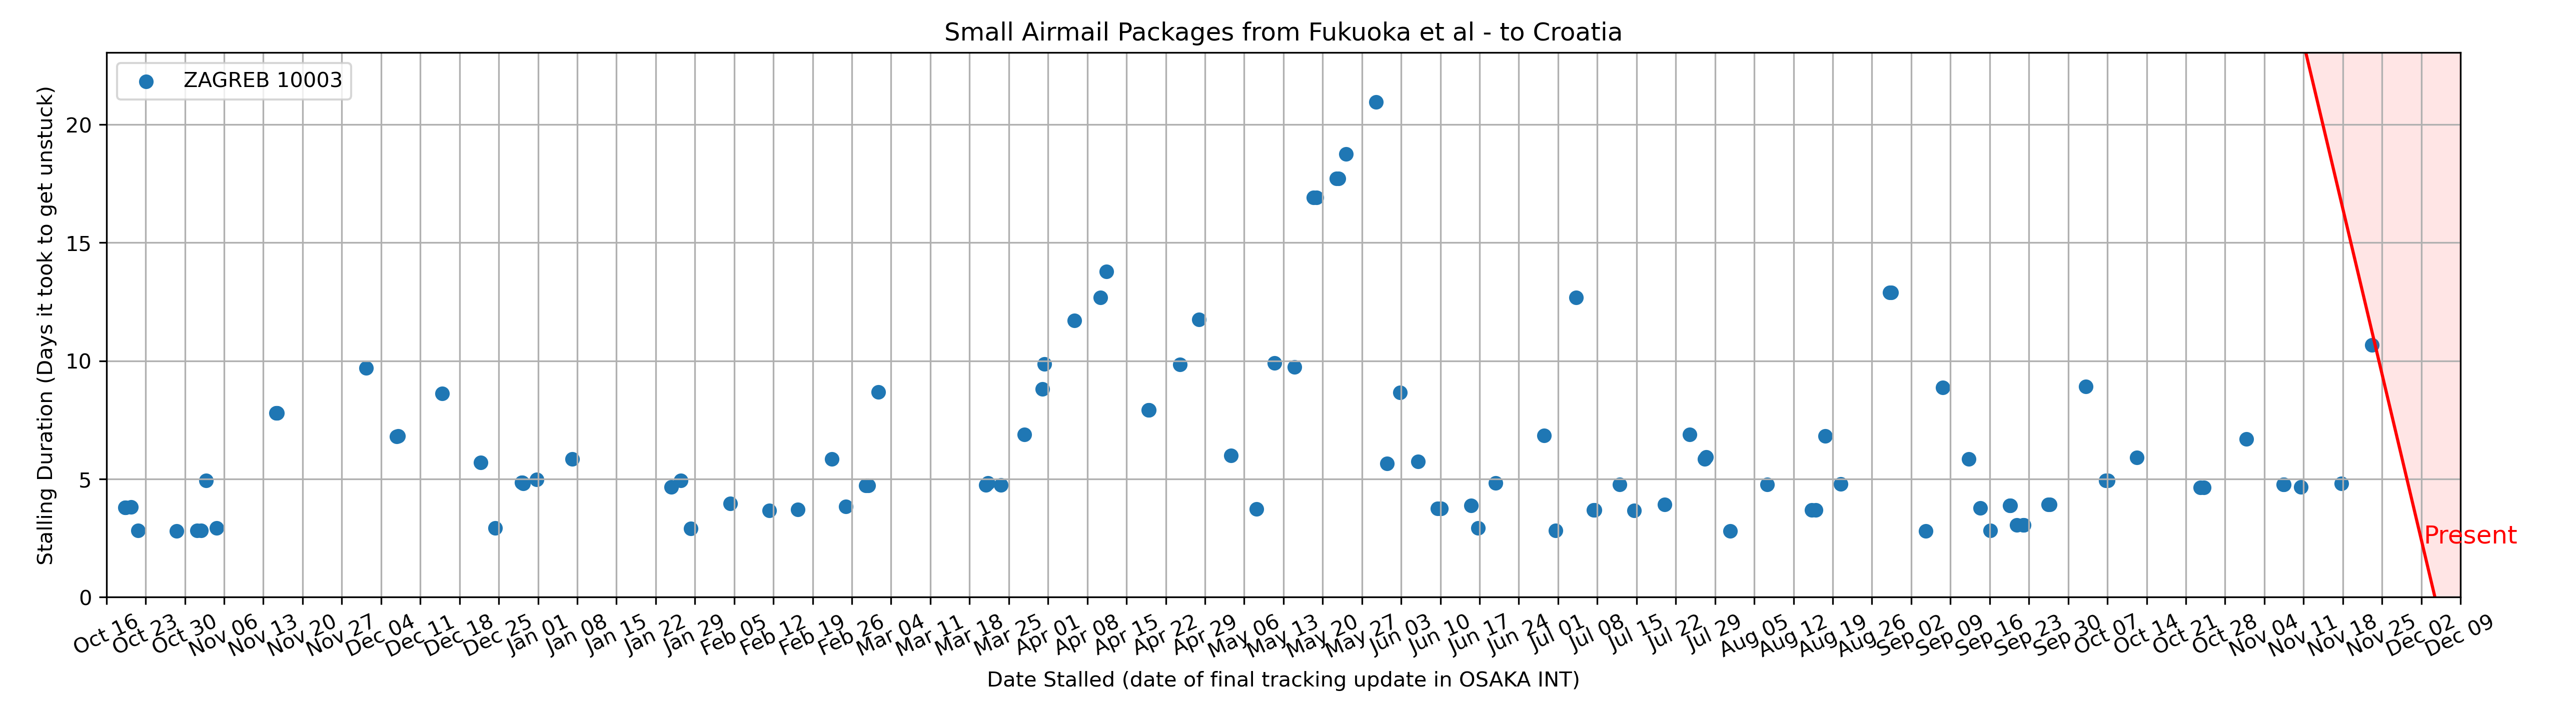 Small Airmail Packages from Fukuoka et al - to Croatia
ZAGREB 10003
Stalling Duration (Days it took to get unstuck)
20
15
10
5
0
Present
Oct 16 Oct 23 Oct 30 Nov 06 Nov 13 Nov 20 Nov 27 Dec 04 Dec 11 Dec 18 Dec 25 Jan 01 Jan 08 Jan 15 Jan 22 Jan 29 Feb 05 Feb 12 Feb 19 Feb 26 Mar 04 Mar 11 Mar 18 Mar 25 Apr 01 Apr 08 Apr 15 Apr 22 Apr 29 May 06 May 13 May 20 May 27 Jun 03 Jun 10 Jun 17 Jun 24 Jul 01 Jul 08 Jul 15 Jul 22 Jul 29 Aug 05 Aug 12 Aug 19 Aug 26 Sep 02 Sep 09 Sep 16 Sep 23 Sep 30 Oct 07 Oct 14 Oct 21 Oct 28 Nov 04 Nov 11 Nov 18 Nov 25 Dec 02 Dec 09
Date Stalled (date of final tracking update in OSAKA INT)